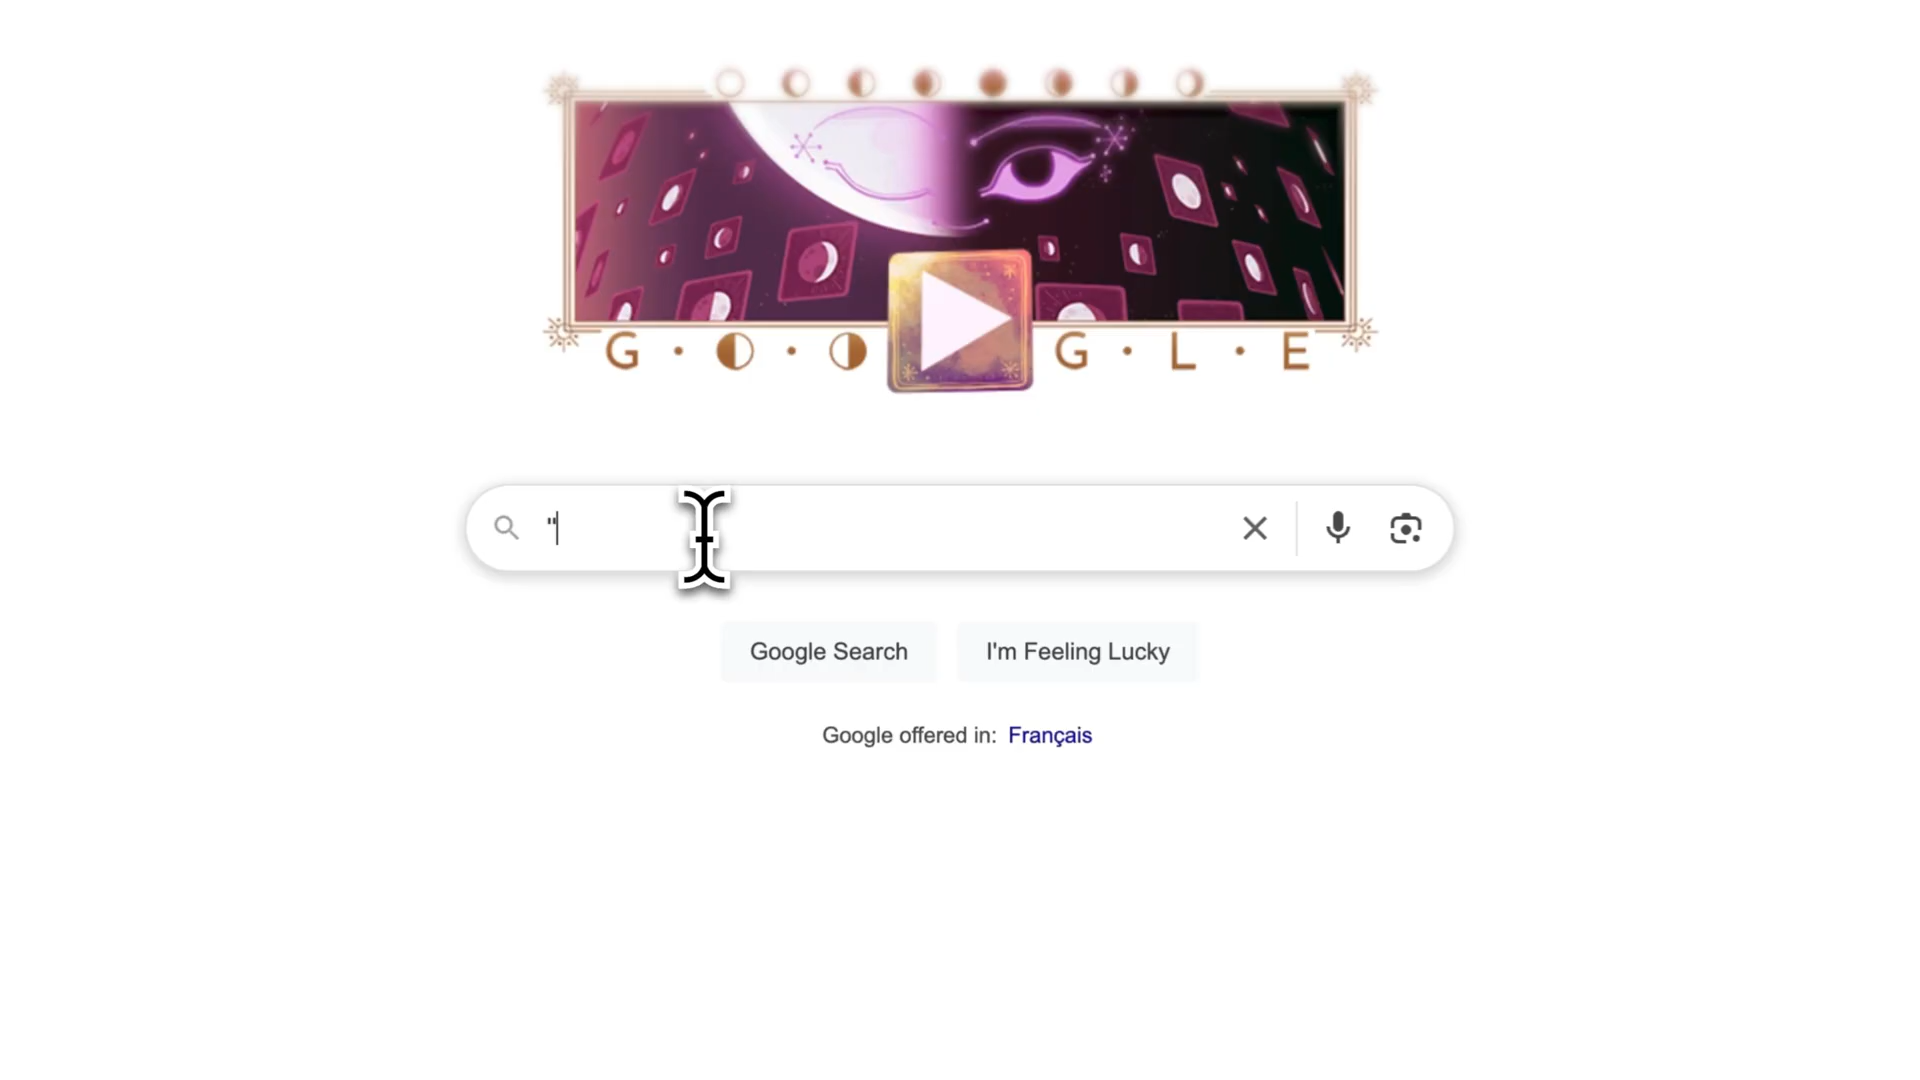 G · O · O G · L · E
"
Google Search I'm Feeling Lucky
Google offered in: Français